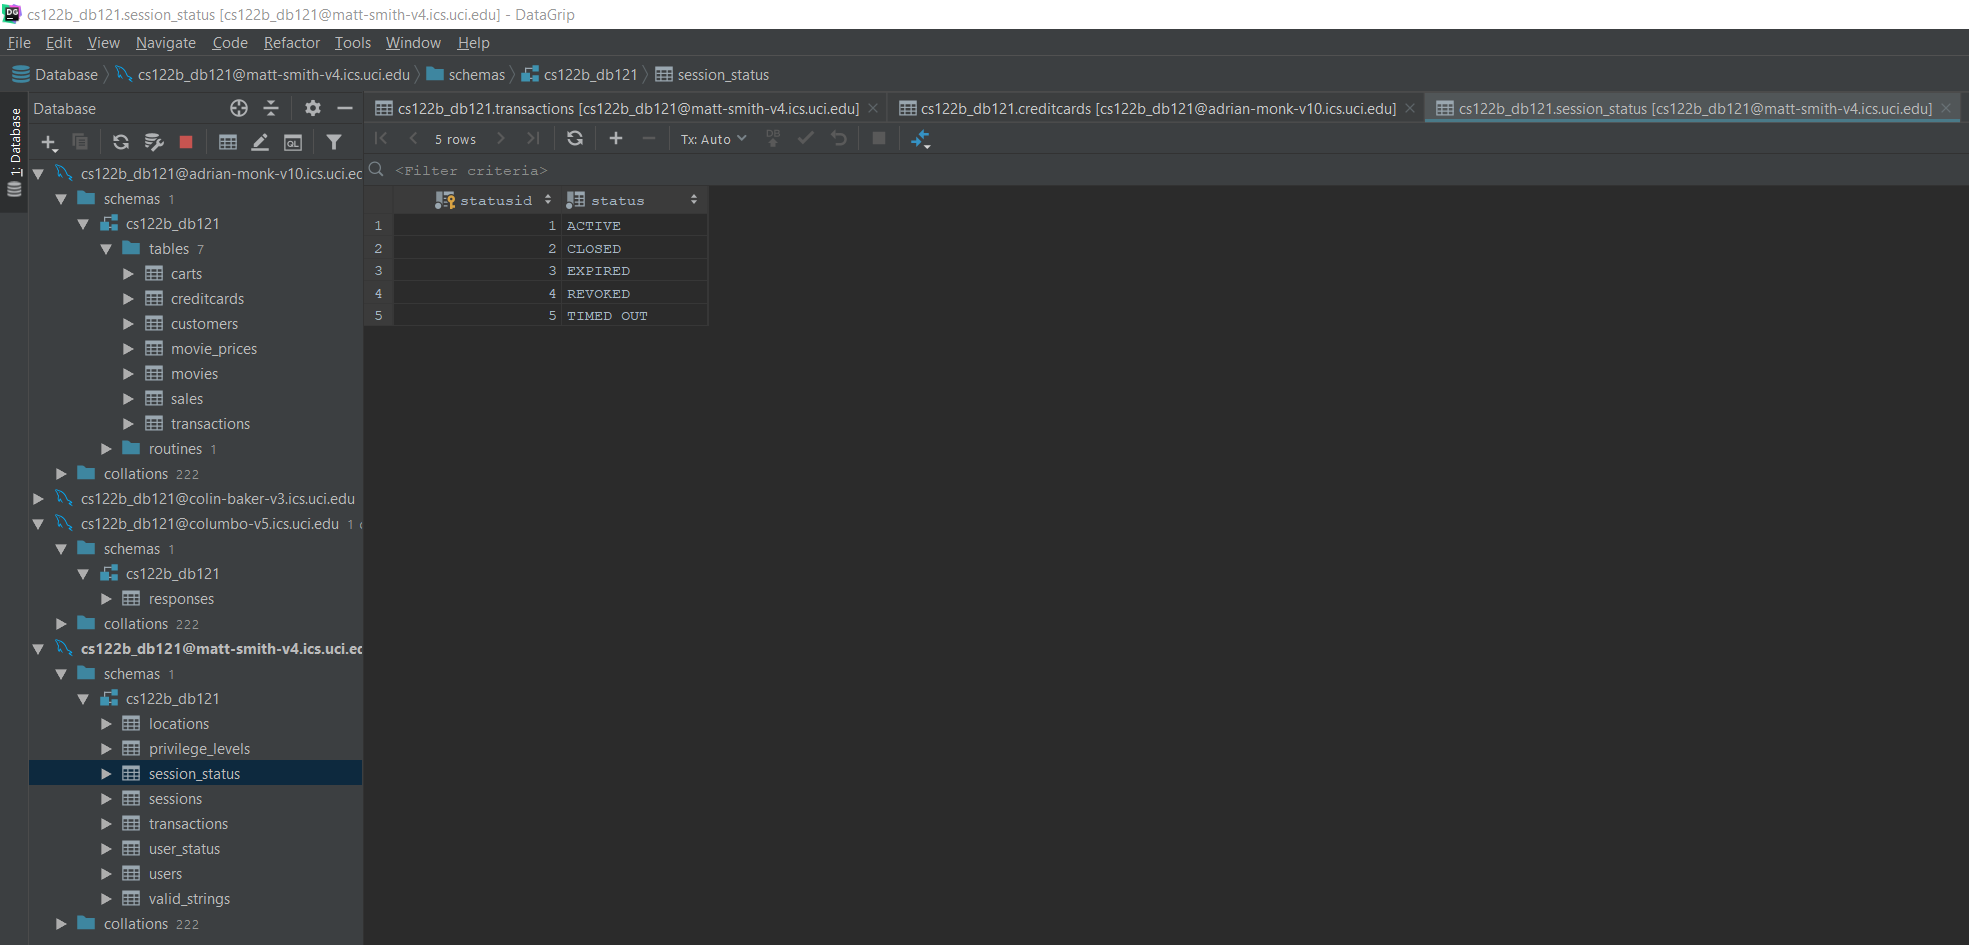 DG cs122b_db121.session_status [cs122b_db121@matt-smith-v4.ics.uci.edu] - DataGrip
File Edit View Navigate Code Refactor Tools Window Help
Database cs122b_db121@matt-smith-v4.ics.uci.edu schemas cs122b_db121 session_status
1: Database
Database
cs122b_db121.transactions [cs122b_db121@matt-smith-v4.ics.uci.edu] cs122b_db121.creditcards [cs122b_db121@adrian-monk-v10.ics.uci.edu] cs122b_db121.session_status [cs122b_db121@matt-smith-v4.ics.uci.edu]
QL
5 rows Tx: Auto DB
<Filter criteria>
statusid status
1 1 ACTIVE
2 2 CLOSED
3 3 EXPIRED
4 4 REVOKED
5 5 TIMED OUT
cs122b_db121@adrian-monk-v10.ics.uci.ec
schemas 1
cs122b_db121
tables 7
carts
creditcards
customers
movie_prices
movies
sales
transactions
routines 1
collations 222
cs122b_db121@colin-baker-v3.ics.uci.edu
cs122b_db121@columbo-v5.ics.uci.edu 1
schemas 1
cs122b_db121
responses
collations 222
cs122b_db121@matt-smith-v4.ics.uci.ec
schemas 1
cs122b_db121
locations
privilege_levels
session_status
sessions
transactions
user_status
users
valid_strings
collations 222